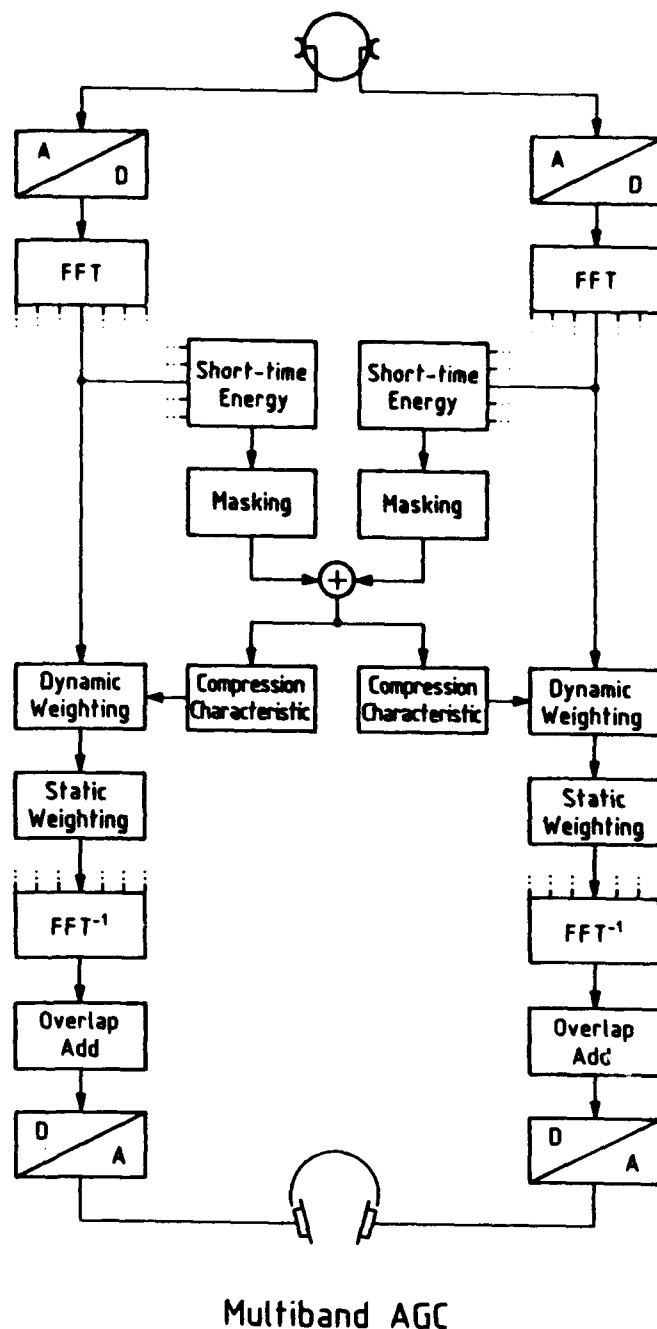 A
D
A
D
FFT
FFT
Short-time
Energy
Short-time
Energy
Masking
Masking
+
Dynamic
Weighting
Compression
Characteristic
Compression
Characteristic
Dynamic
Weighting
Static
Weighting
Static
Weighting
FFT⁻¹
FFT⁻¹
Overlap
Add
Overlap
Add
D
A
D
A
Multiband AGC